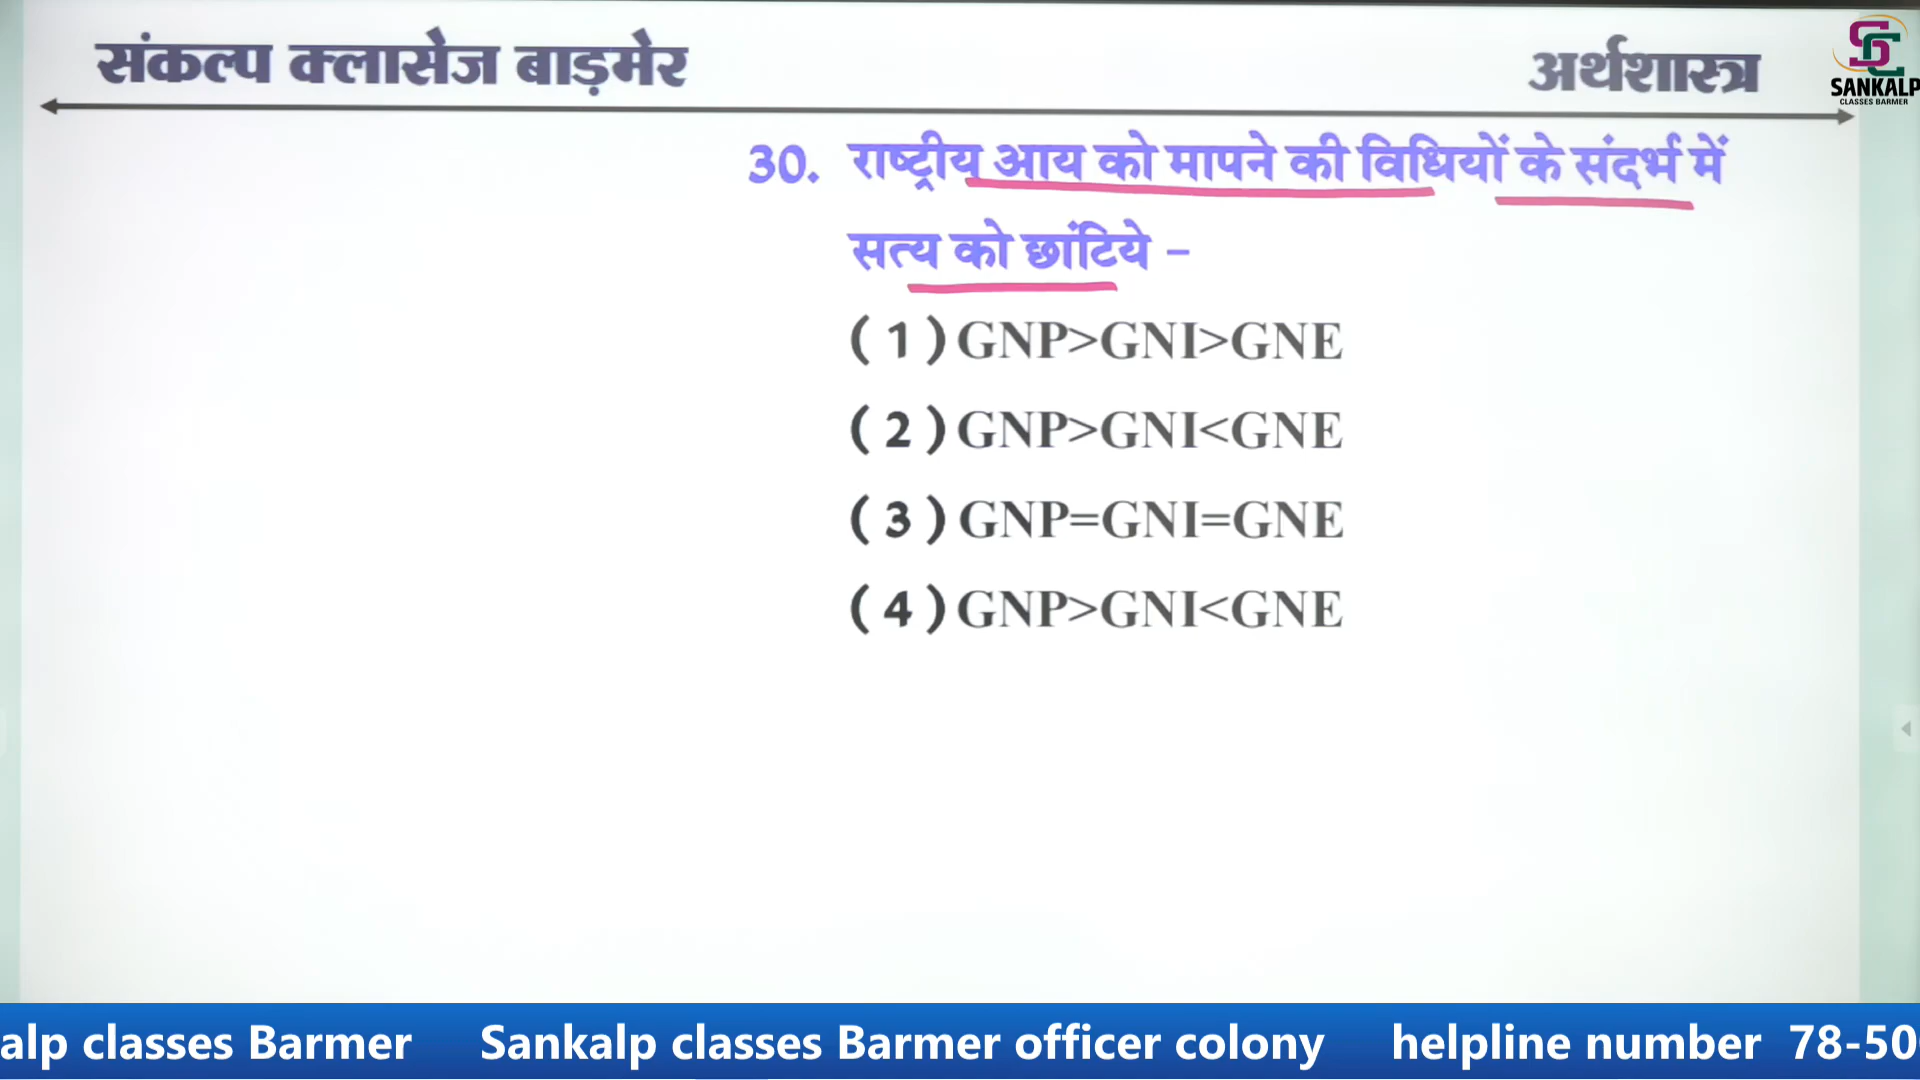 संकल्प क्लासेज बाड़मेर
अर्थशास्त्र
SANKALP
CLASSES BARMER
30. राष्ट्रीय आय को मापने की विधियों के संदर्भ में
सत्य को छांटिये –
(1) GNP>GNI>GNE
(2) GNP>GNI<GNE
(3) GNP=GNI=GNE
(4) GNP>GNI<GNE
alp classes Barmer Sankalp classes Barmer officer colony helpline number 78-50